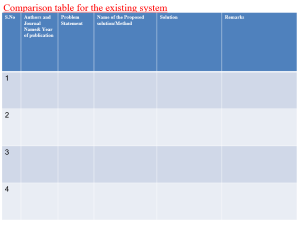 Comparison table for the existing system
S.No
Authors and
Journal
Name& Year
of publication
Problem
Statement
Name of the Proposed
solution/Method
Solution
Remarks
1
2
3
4